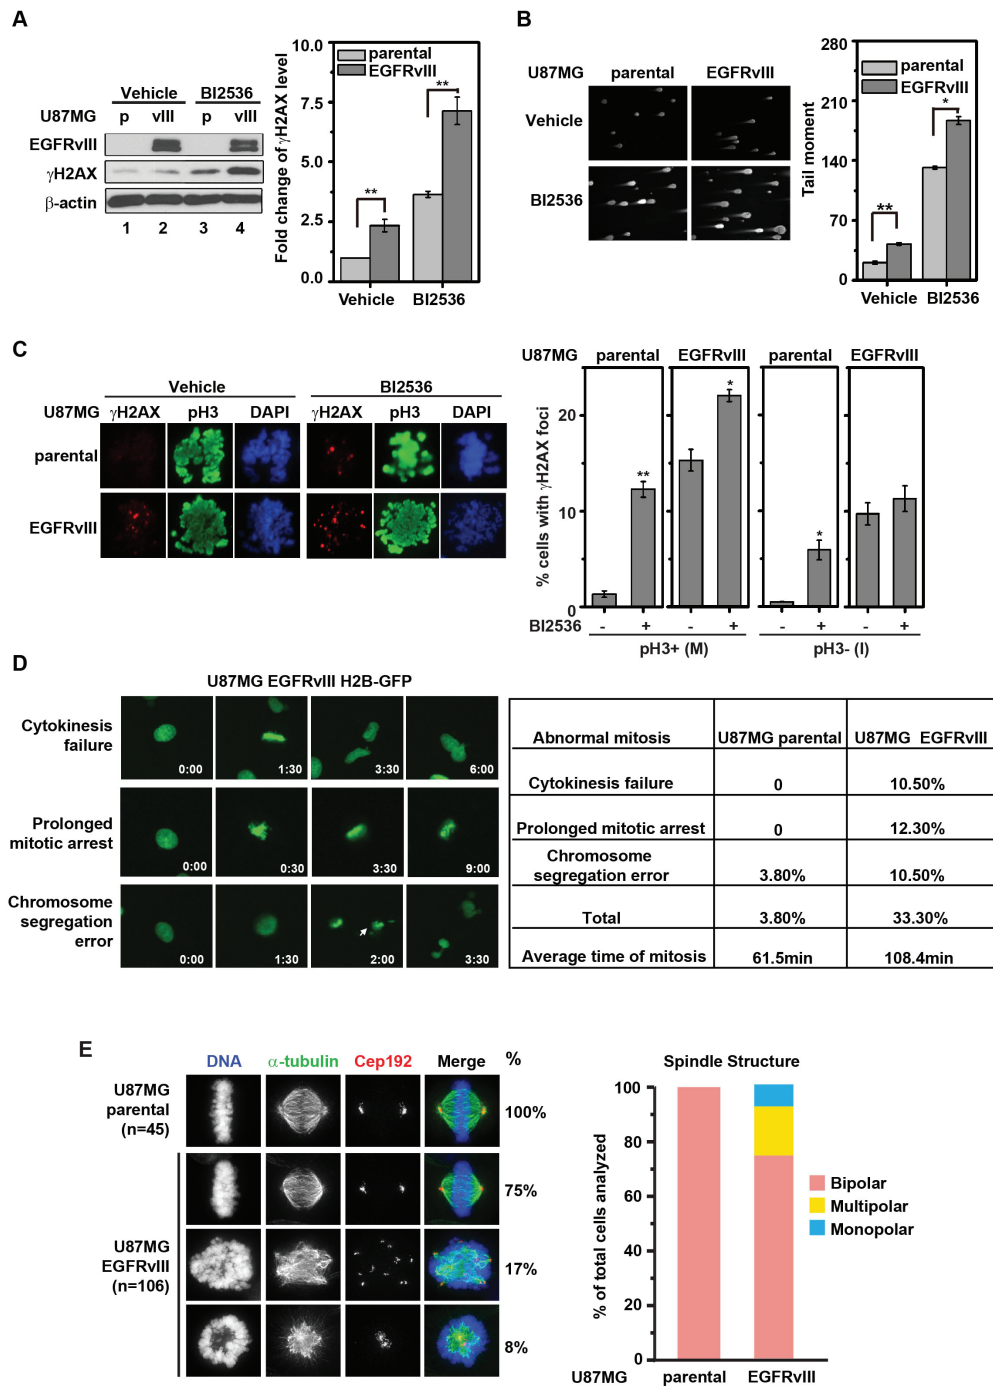 A
Vehicle BI2536
U87MG p vIII p vIII
EGFRvIII
γH2AX
β-actin
1 2 3 4
Fold change of γH2AX level
10.0
7.5
5.0
2.5
0.0
parental
EGFRvIII
**
**
Vehicle BI2536
B
U87MG parental EGFRvIII
Vehicle
BI2536
Tail moment
280
210
140
70
0
parental
EGFRvIII
*
**
Vehicle BI2536
C
Vehicle BI2536
U87MG γH2AX pH3 DAPI γH2AX pH3 DAPI
parental
EGFRvIII
U87MG parental EGFRvIII parental EGFRvIII
% cells with γH2AX foci
20
10
0
**
*
*
BI2536 - + - + - + - +
pH3+ (M) pH3- (I)
D
U87MG EGFRvIII H2B-GFP
Cytokinesis
failure
0:00 1:30 3:30 6:00
Prolonged
mitotic arrest
0:00 0:30 3:30 9:00
Chromosome
segregation
error
0:00 1:30 2:00 3:30
Abnormal mitosis U87MG parental U87MG EGFRvIII
Cytokinesis failure 0 10.50%
Prolonged mitotic arrest 0 12.30%
Chromosome
segregation error 3.80% 10.50%
Total 3.80% 33.30%
Average time of mitosis 61.5min 108.4min
E
DNA α-tubulin Cep192 Merge %
U87MG
parental
(n=45)
100%
75%
U87MG
EGFRvIII
(n=106)
17%
8%
Spindle Structure
% of total cells analyzed
100
80
60
40
20
0
Bipolar
Multipolar
Monopolar
U87MG parental EGFRvIII